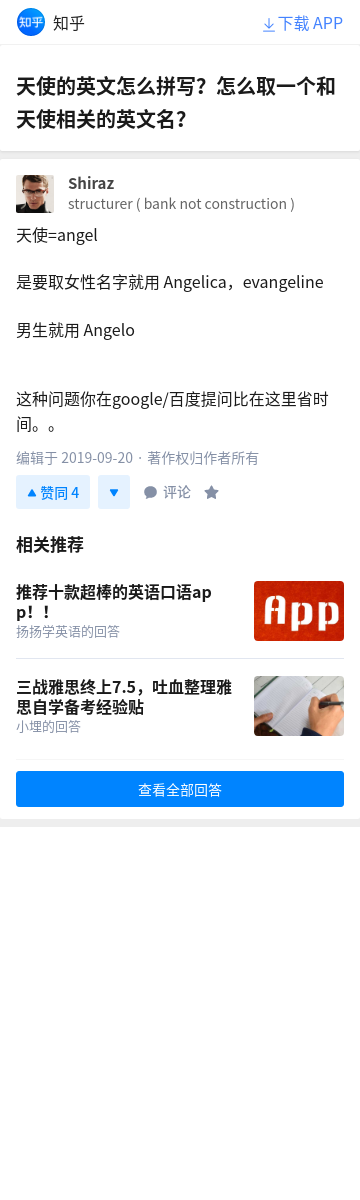 知乎 知乎 下载 APP
天使的英文怎么拼写？怎么取一个和
天使相关的英文名？
Shiraz
structurer ( bank not construction )
天使=angel
是要取女性名字就用 Angelica，evangeline
男生就用 Angelo
这种问题你在google/百度提问比在这里省时
间。。
编辑于 2019-09-20 · 著作权归作者所有
赞同 4 评论
相关推荐
推荐十款超棒的英语口语ap
p！！
扬扬学英语的回答
App
三战雅思终上7.5，吐血整理雅
思自学备考经验贴
小埋的回答
查看全部回答